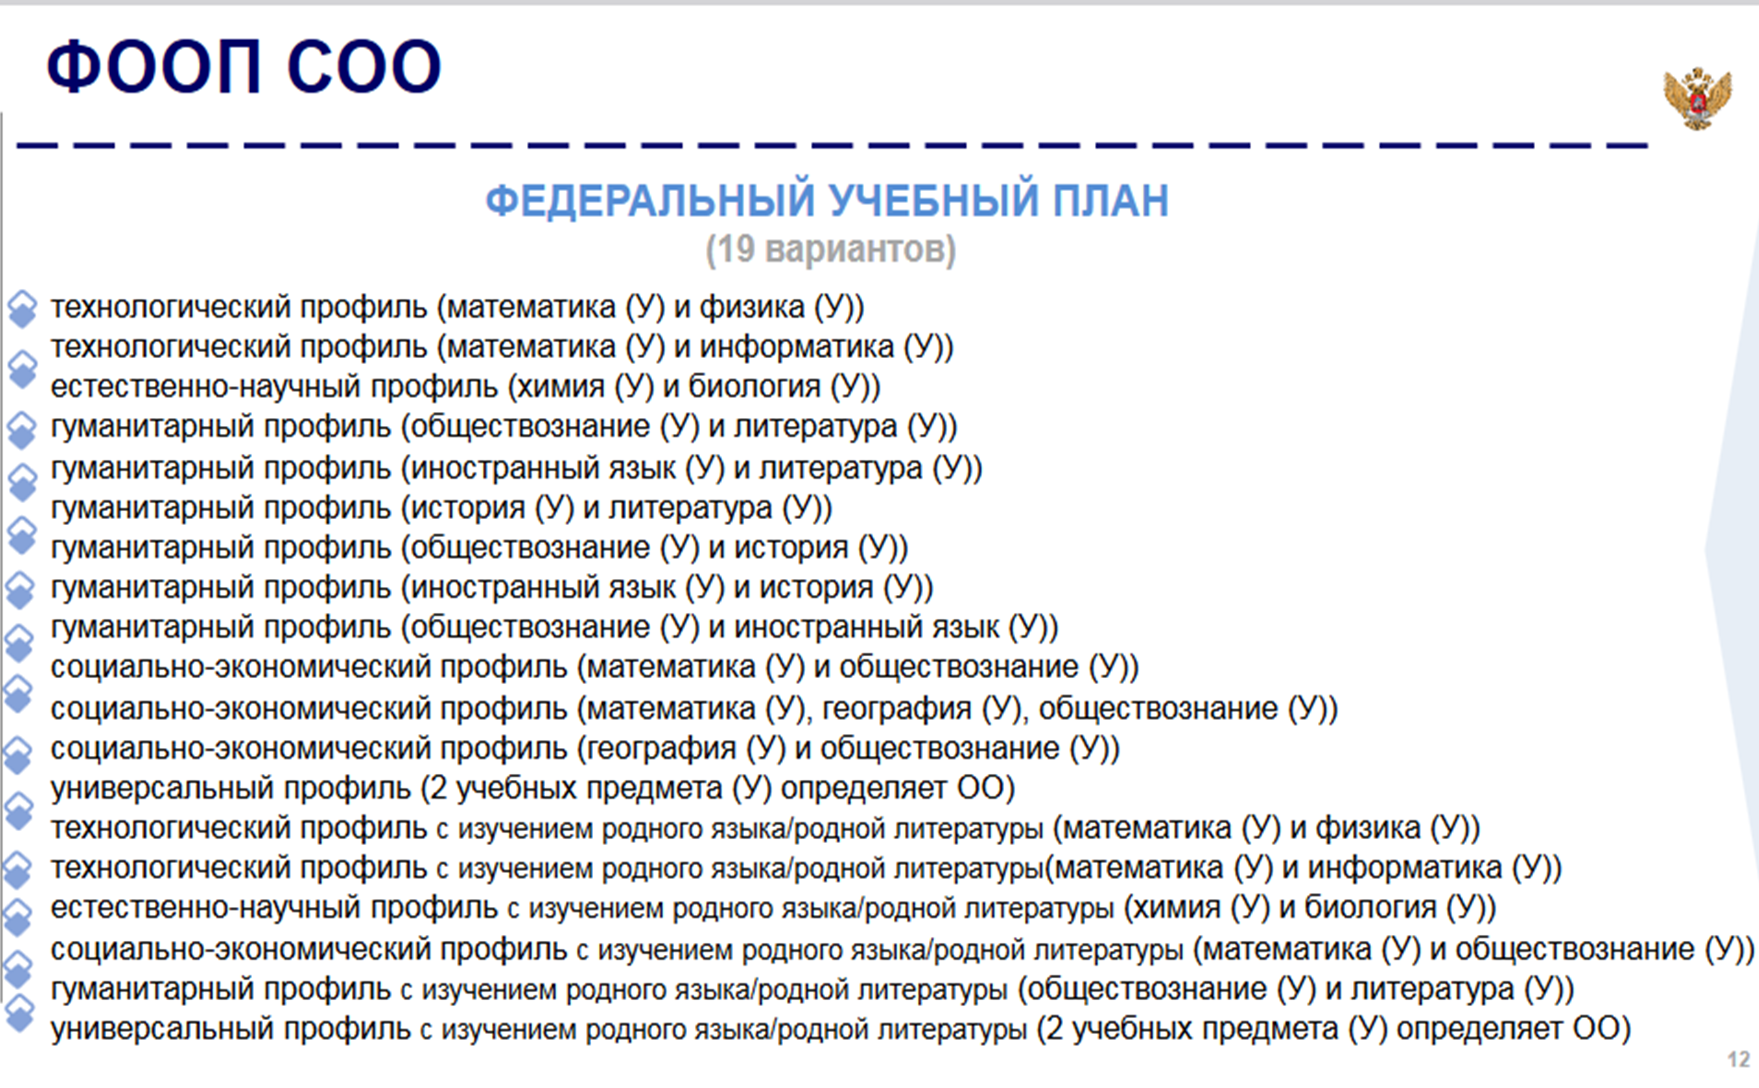 ФООП СОО
ФЕДЕРАЛЬНЫЙ УЧЕБНЫЙ ПЛАН
(19 вариантов)
технологический профиль (математика (У) и физика (У))
технологический профиль (математика (У) и информатика (У))
естественно-научный профиль (химия (У) и биология (У))
гуманитарный профиль (обществознание (У) и литература (У))
гуманитарный профиль (иностранный язык (У) и литература (У))
гуманитарный профиль (история (У) и литература (У))
гуманитарный профиль (обществознание (У) и история (У))
гуманитарный профиль (иностранный язык (У) и история (У))
гуманитарный профиль (обществознание (У) и иностранный язык (У))
социально-экономический профиль (математика (У) и обществознание (У))
социально-экономический профиль (математика (У), география (У), обществознание (У))
социально-экономический профиль (география (У) и обществознание (У))
универсальный профиль (2 учебных предмета (У) определяет ОО)
технологический профиль с изучением родного языка/родной литературы (математика (У) и физика (У))
технологический профиль с изучением родного языка/родной литературы(математика (У) и информатика (У))
естественно-научный профиль с изучением родного языка/родной литературы (химия (У) и биология (У))
социально-экономический профиль с изучением родного языка/родной литературы (математика (У) и обществознание (У))
гуманитарный профиль с изучением родного языка/родной литературы (обществознание (У) и литература (У))
универсальный профиль с изучением родного языка/родной литературы (2 учебных предмета (У) определяет ОО)
12